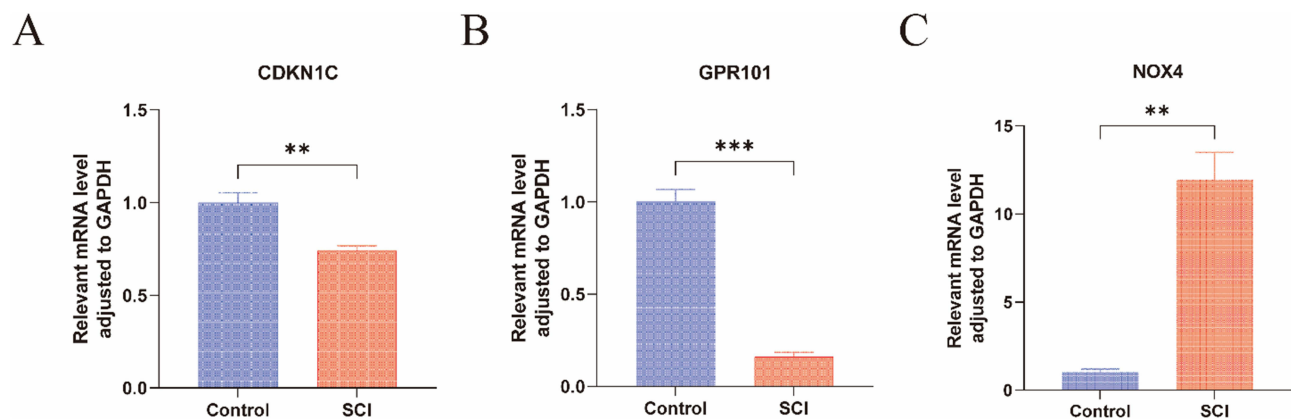 A
CDKN1C
Relevant mRNA level
adjusted to GAPDH
1.5
1.0
0.5
0.0
**
Control
SCI
B
GPR101
Relevant mRNA level
adjusted to GAPDH
1.5
1.0
0.5
0.0
***
Control
SCI
C
NOX4
Relevant mRNA level
adjusted to GAPDH
15
10
5
0
**
Control
SCI